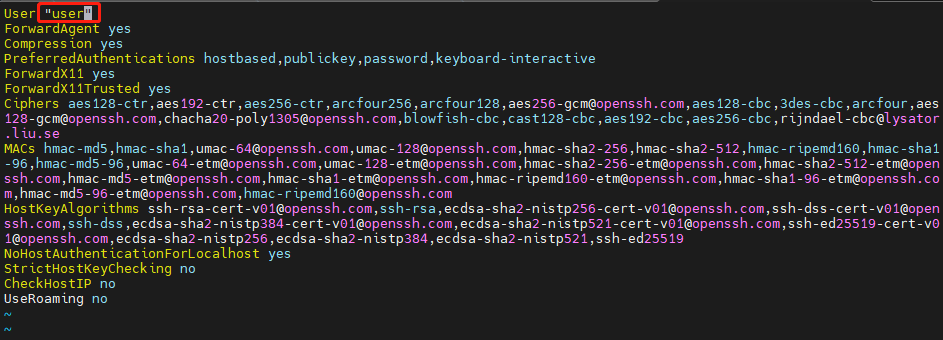 User "user"
ForwardAgent yes
Compression yes
PreferredAuthentications hostbased,publickey,password,keyboard-interactive
ForwardX11 yes
ForwardX11Trusted yes
Ciphers aes128-ctr,aes192-ctr,aes256-ctr,arcfour256,arcfour128,aes256-gcm@openssh.com,aes128-cbc,3des-cbc,arcfour,aes
128-gcm@openssh.com,chacha20-poly1305@openssh.com,blowfish-cbc,cast128-cbc,aes192-cbc,aes256-cbc,rijndael-cbc@lysator
.liu.se
MACs hmac-md5,hmac-sha1,umac-64@openssh.com,umac-128@openssh.com,hmac-sha2-256,hmac-sha2-512,hmac-ripemd160,hmac-sha1
-96,hmac-md5-96,umac-64-etm@openssh.com,umac-128-etm@openssh.com,hmac-sha2-256-etm@openssh.com,hmac-sha2-512-etm@open
ssh.com,hmac-md5-etm@openssh.com,hmac-sha1-etm@openssh.com,hmac-ripemd160-etm@openssh.com,hmac-sha1-96-etm@openssh.co
m,hmac-md5-96-etm@openssh.com,hmac-ripemd160@openssh.com
HostKeyAlgorithms ssh-rsa-cert-v01@openssh.com,ssh-rsa,ecdsa-sha2-nistp256-cert-v01@openssh.com,ssh-dss-cert-v01@open
ssh.com,ssh-dss,ecdsa-sha2-nistp384-cert-v01@openssh.com,ecdsa-sha2-nistp521-cert-v01@openssh.com,ssh-ed25519-cert-v0
1@openssh.com,ecdsa-sha2-nistp256,ecdsa-sha2-nistp384,ecdsa-sha2-nistp521,ssh-ed25519
NoHostAuthenticationForLocalhost yes
StrictHostKeyChecking no
CheckHostIP no
UseRoaming no
~
~